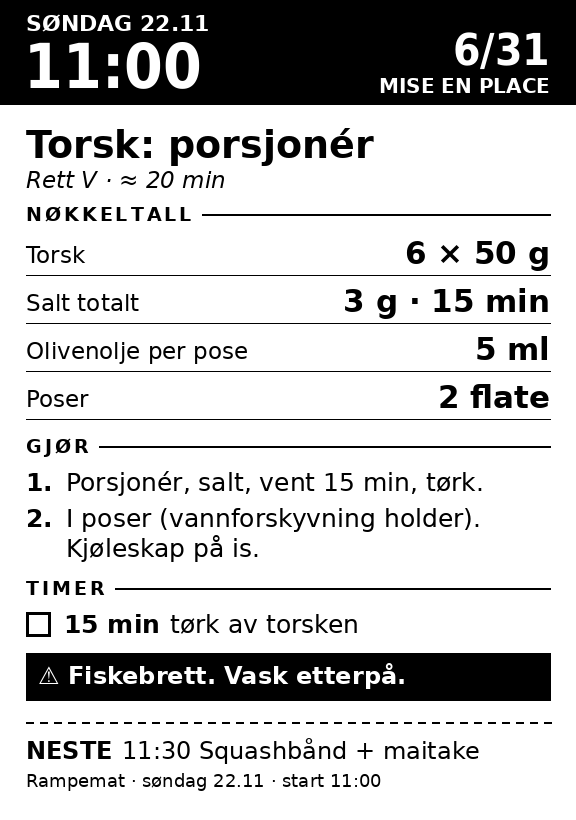 SØNDAG 22.11
11:00
6/31
MISE EN PLACE
Torsk: porsjonér
Rett V · ≈ 20 min
NØKKELTALL
Torsk 6 × 50 g
Salt totalt 3 g · 15 min
Olivenolje per pose 5 ml
Poser 2 flate
GJØR
1. Porsjonér, salt, vent 15 min, tørk.
2. I poser (vannforskyvning holder).
Kjøleskap på is.
TIMER
☐ 15 min tørk av torsken
⚠ Fiskebrett. Vask etterpå.
NESTE 11:30 Squashbånd + maitake
Rampemat · søndag 22.11 · start 11:00